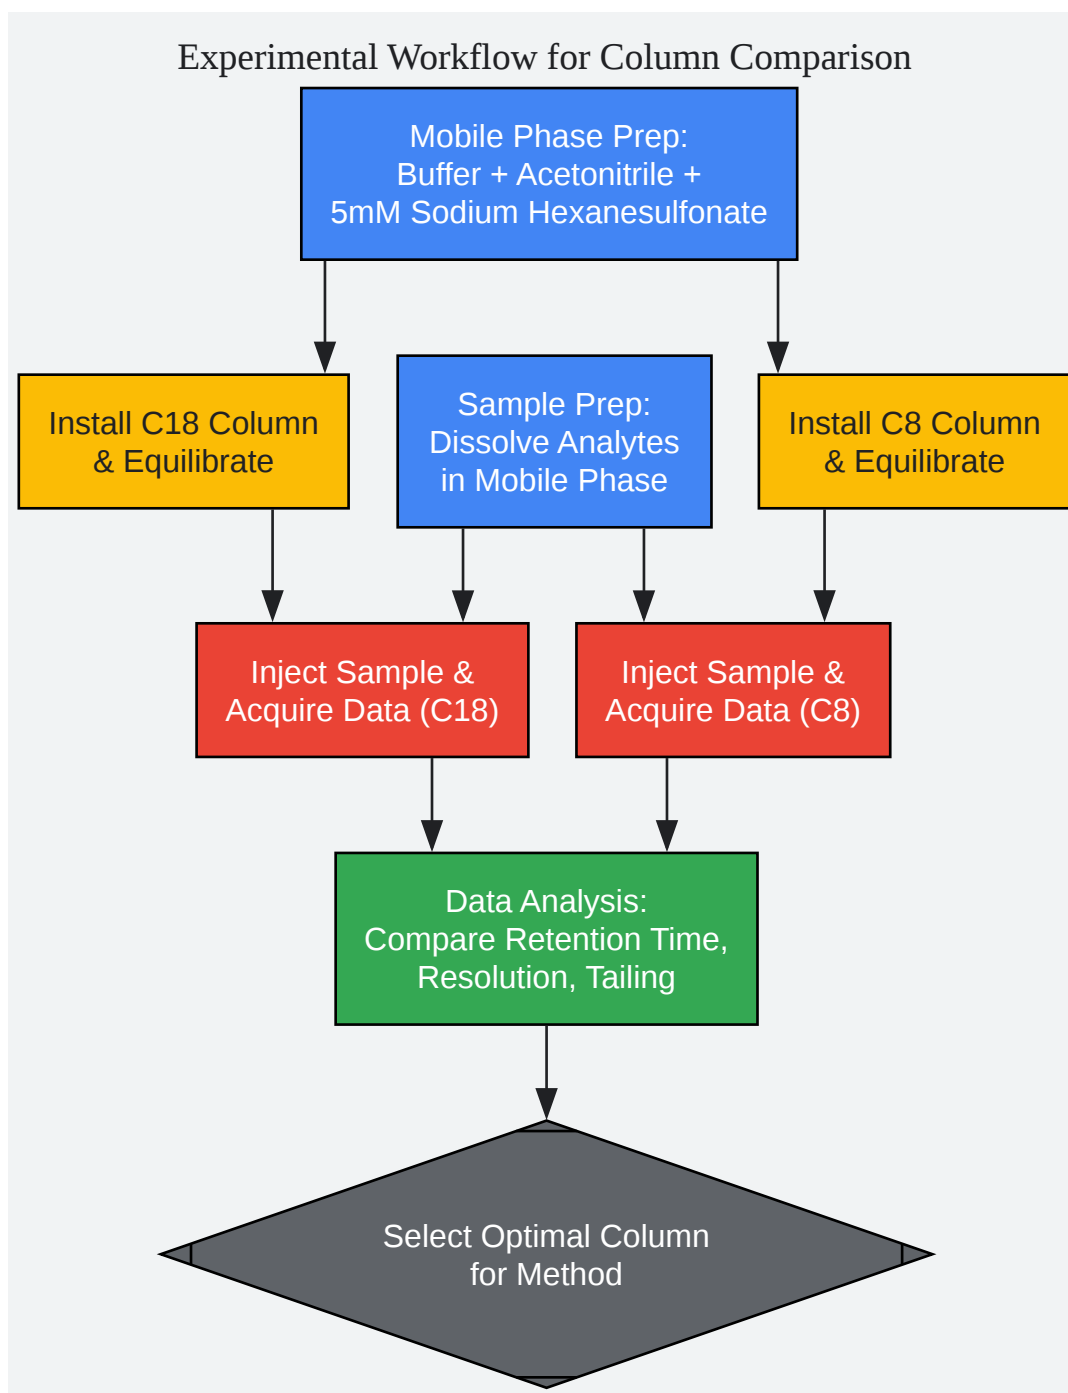 Experimental Workflow for Column Comparison
Mobile Phase Prep:
Buffer + Acetonitrile +
5mM Sodium Hexanesulfonate
Install C18 Column
& Equilibrate
Sample Prep:
Dissolve Analytes
in Mobile Phase
Install C8 Column
& Equilibrate
Inject Sample &
Acquire Data (C18)
Inject Sample &
Acquire Data (C8)
Data Analysis:
Compare Retention Time,
Resolution, Tailing
Select Optimal Column
for Method